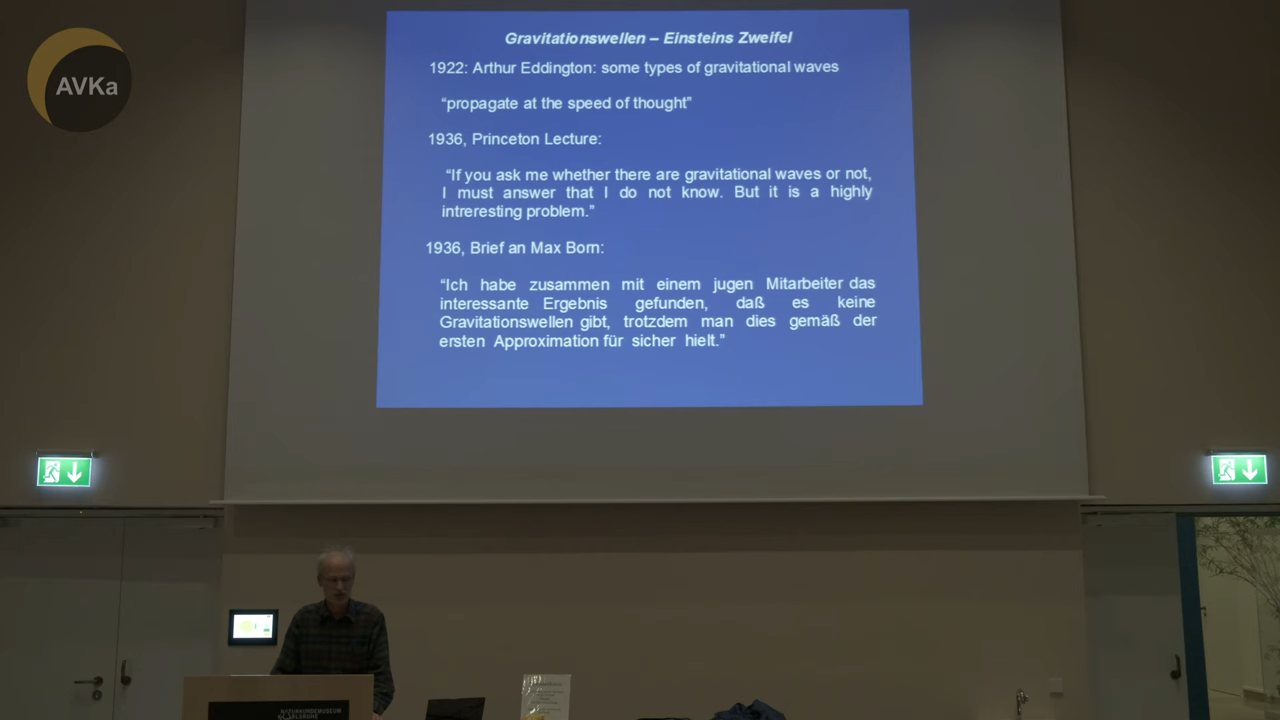 AVKa
Gravitationswellen – Einsteins Zweifel
1922: Arthur Eddington: some types of gravitational waves
“propagate at the speed of thought”
1936, Princeton Lecture:
“If you ask me whether there are gravitational waves or not,
I must answer that I do not know. But it is a highly
intreresting problem.”
1936, Brief an Max Born:
“Ich habe zusammen mit einem jugen Mitarbeiter das
interessante Ergebnis gefunden, daß es keine
Gravitationswellen gibt, trotzdem man dies gemäß der
ersten Approximation für sicher hielt.”
NATURKUNDEMUSEUM
KARLSRUHE